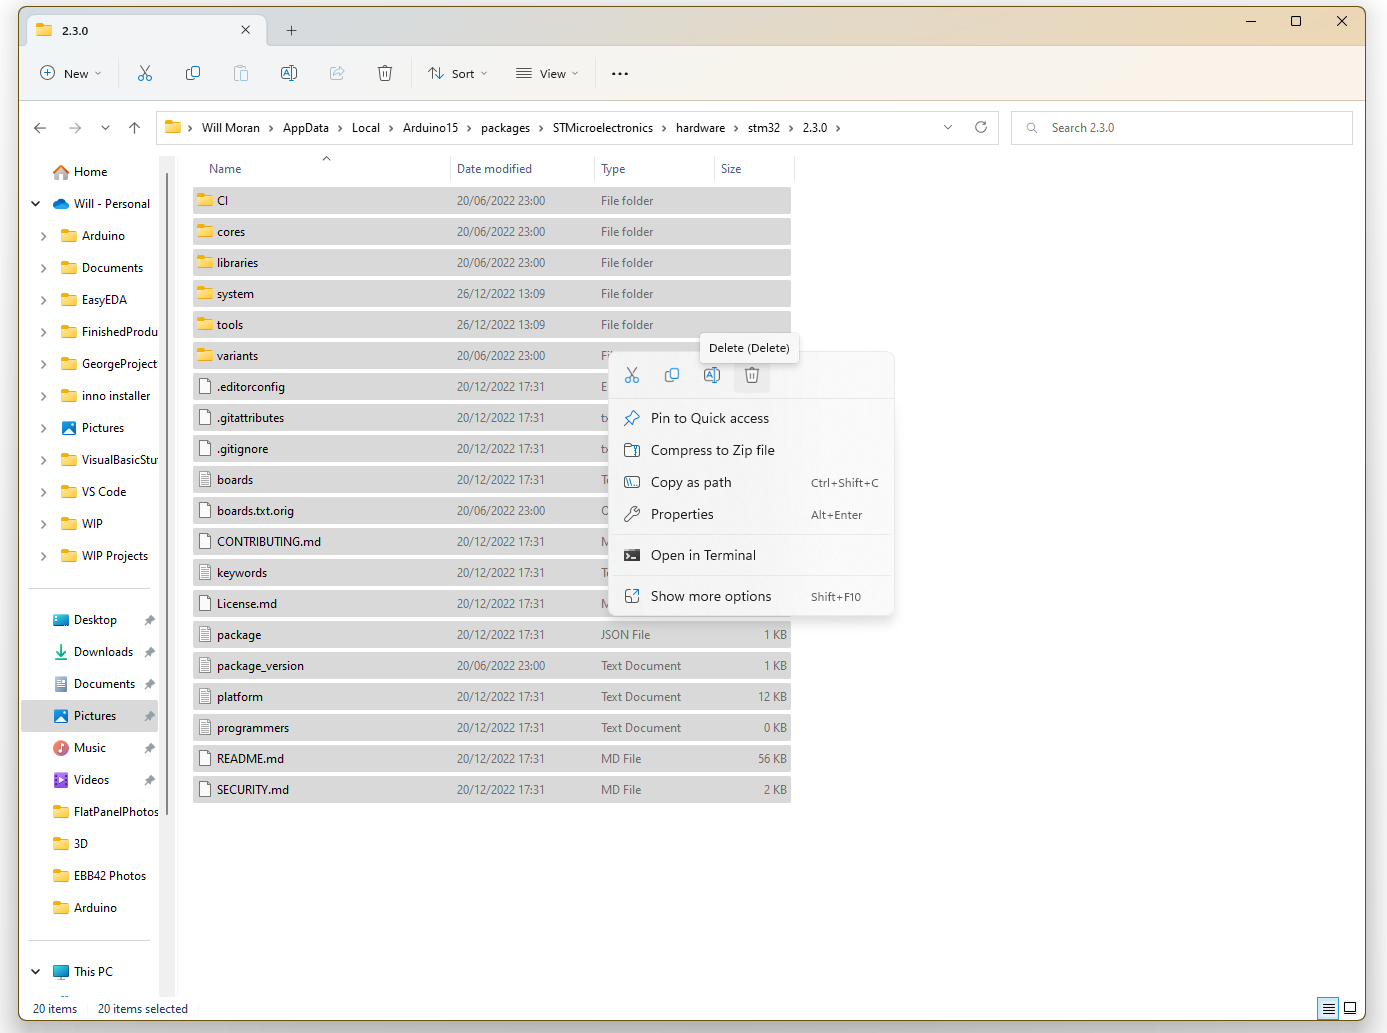 2.3.0
New
Sort
View
Will Moran > AppData > Local > Arduino15 > packages > STMicroelectronics > hardware > stm32 > 2.3.0 >
Search 2.3.0
Home
Will - Personal
Arduino
Documents
EasyEDA
FinishedProdu
GeorgeProject
inno installer
Pictures
VisualBasicStu
VS Code
WIP
WIP Projects
Desktop
Downloads
Documents
Pictures
Music
Videos
FlatPanelPhotos
3D
EBB42 Photos
Arduino
This PC
Name Date modified Type Size
CI 20/06/2022 23:00 File folder
cores 20/06/2022 23:00 File folder
libraries 20/06/2022 23:00 File folder
system 26/12/2022 13:09 File folder
tools 26/12/2022 13:09 File folder
variants 20/06/2022 23:00 Fi
.editorconfig 20/12/2022 17:31 E
.gitattributes 20/12/2022 17:31 tx
.gitignore 20/12/2022 17:31 tx
boards 20/12/2022 17:31 Te
boards.txt.orig 20/06/2022 23:00 O
CONTRIBUTING.md 20/12/2022 17:31 M
keywords 20/12/2022 17:31 Te
License.md 20/12/2022 17:31 M
package 20/12/2022 17:31 JSON File 1 KB
package_version 20/06/2022 23:00 Text Document 1 KB
platform 20/12/2022 17:31 Text Document 12 KB
programmers 20/12/2022 17:31 Text Document 0 KB
README.md 20/12/2022 17:31 MD File 56 KB
SECURITY.md 20/12/2022 17:31 MD File 2 KB
Delete (Delete)
Pin to Quick access
Compress to Zip file
Copy as path Ctrl+Shift+C
Properties Alt+Enter
Open in Terminal
Show more options Shift+F10
20 items 20 items selected